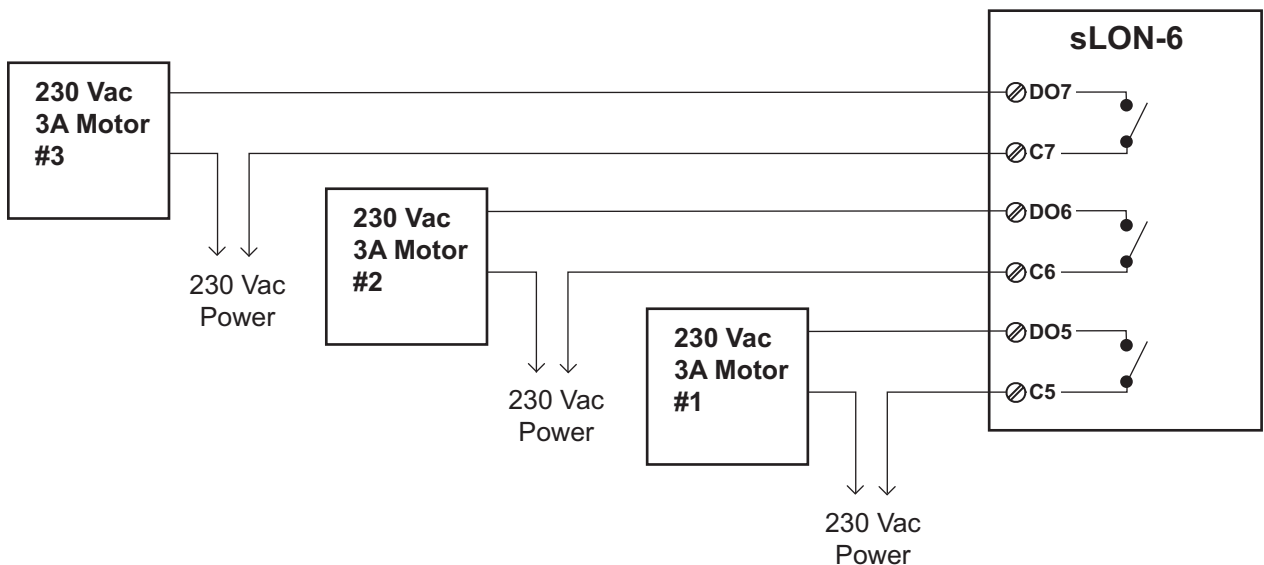 sLON-6
230 Vac
3A Motor
#3
DO7
C7
230 Vac
Power
230 Vac
3A Motor
#2
DO6
C6
230 Vac
Power
230 Vac
3A Motor
#1
DO5
C5
230 Vac
Power